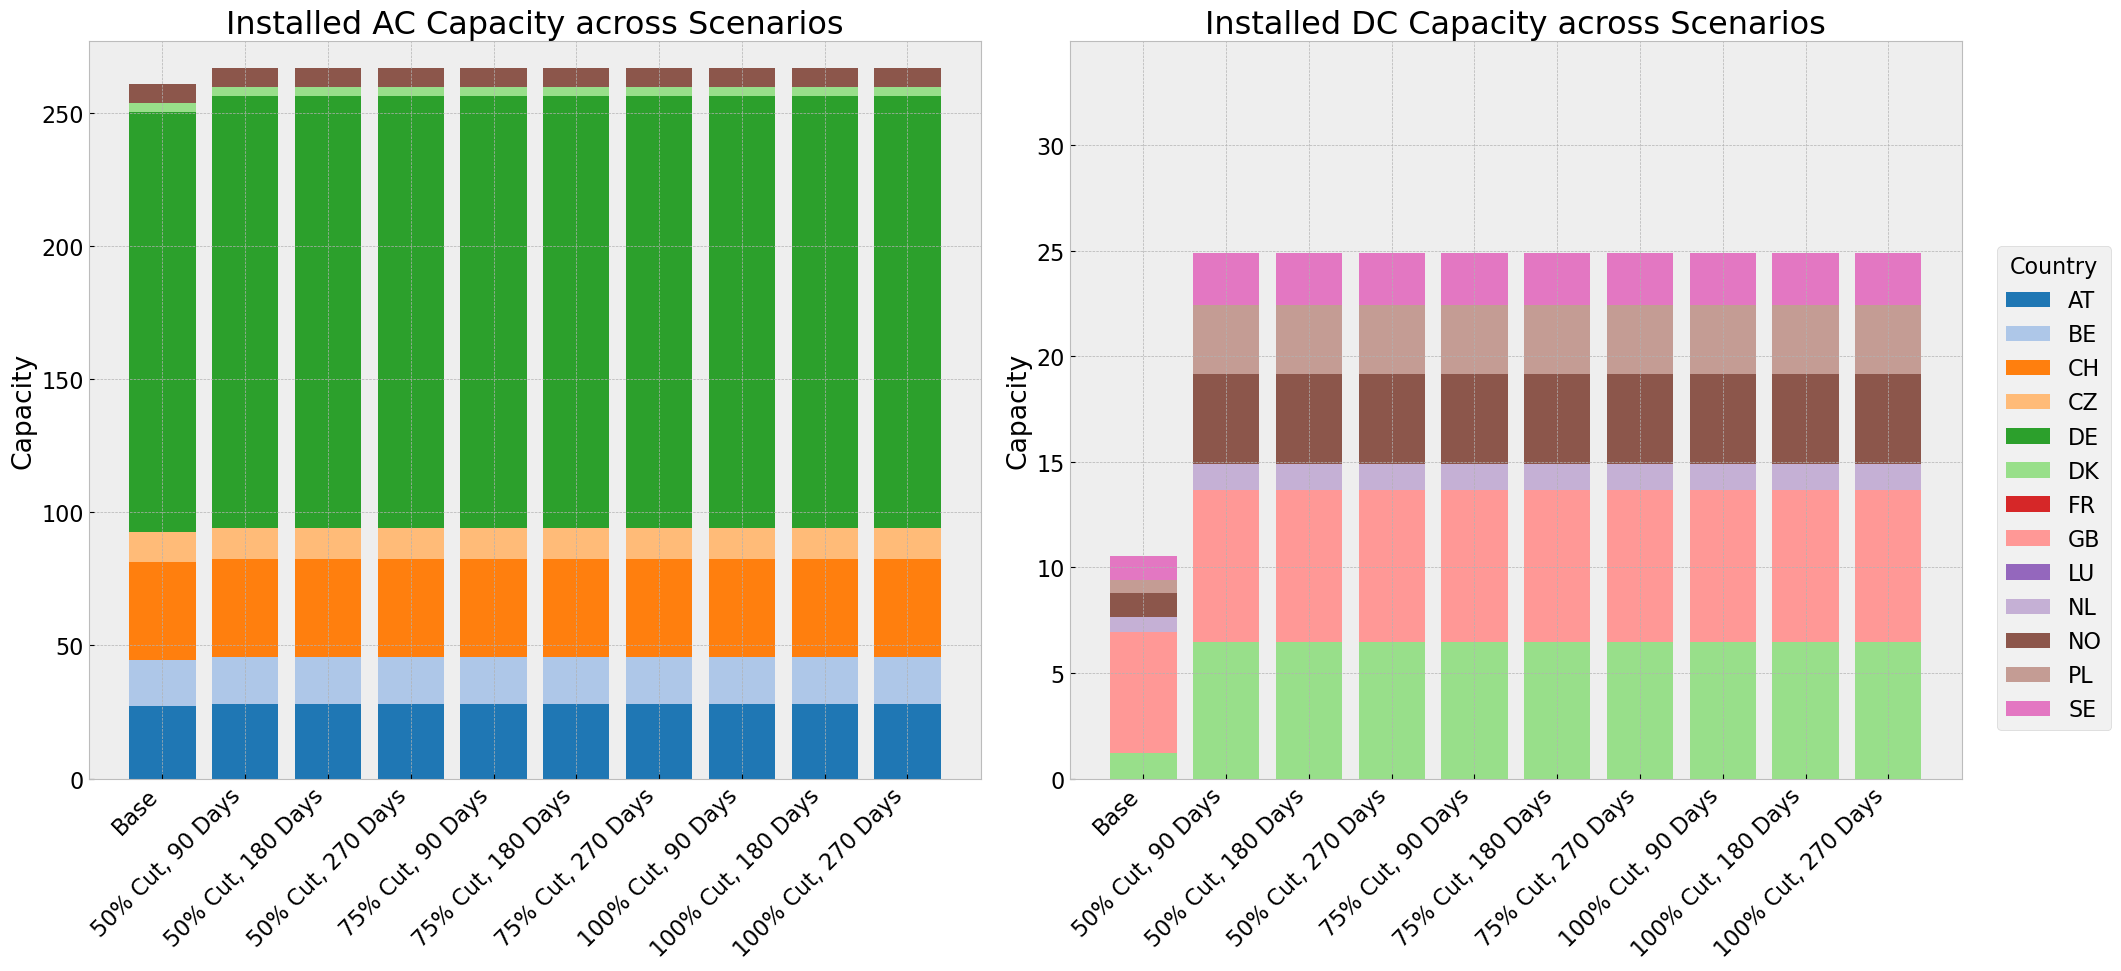 Installed AC Capacity across Scenarios
Capacity
250
200
150
100
50
0
Base
50% Cut, 90 Days
50% Cut, 180 Days
50% Cut, 270 Days
75% Cut, 90 Days
75% Cut, 180 Days
75% Cut, 270 Days
100% Cut, 90 Days
100% Cut, 180 Days
100% Cut, 270 Days
Installed DC Capacity across Scenarios
Capacity
30
25
20
15
10
5
0
Base
50% Cut, 90 Days
50% Cut, 180 Days
50% Cut, 270 Days
75% Cut, 90 Days
75% Cut, 180 Days
75% Cut, 270 Days
100% Cut, 90 Days
100% Cut, 180 Days
100% Cut, 270 Days
Country
AT
BE
CH
CZ
DE
DK
FR
GB
LU
NL
NO
PL
SE